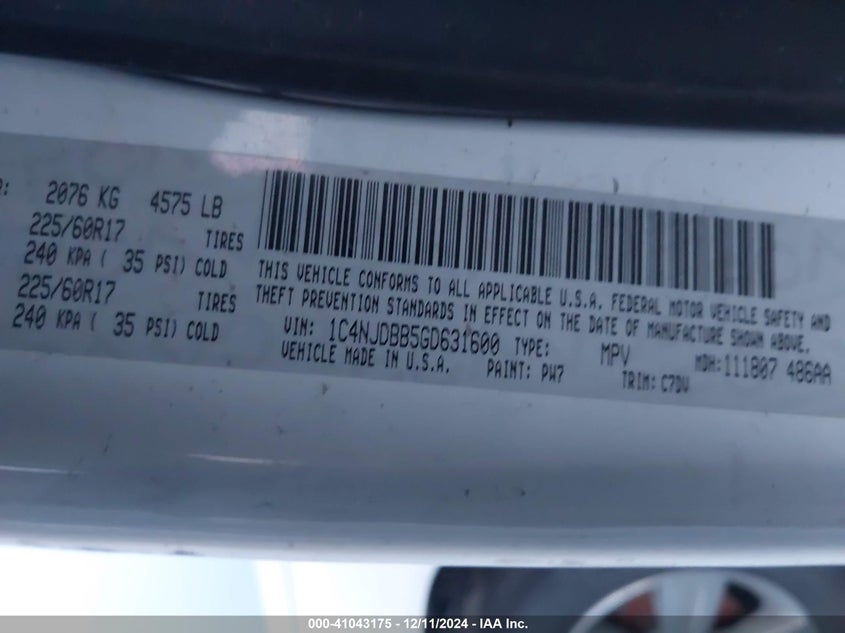 2076 KG 4575 LB
225/60R17 TIRES
240 KPA ( 35 PSI) COLD
225/60R17 TIRES
240 KPA ( 35 PSI) COLD
THIS VEHICLE CONFORMS TO ALL APPLICABLE U.S.A. FEDERAL MOTOR VEHICLE SAFETY AND
THEFT PREVENTION STANDARDS IN EFFECT ON THE DATE OF MANUFACTURE SHOWN ABOVE.
VIN: 1C4NJDBB5GD631600 TYPE: MPV MDH:111807 486AA
VEHICLE MADE IN U.S.A. PAINT: PW7 TRIM: C7DV
000-41043175 - 12/11/2024 - IAA Inc.